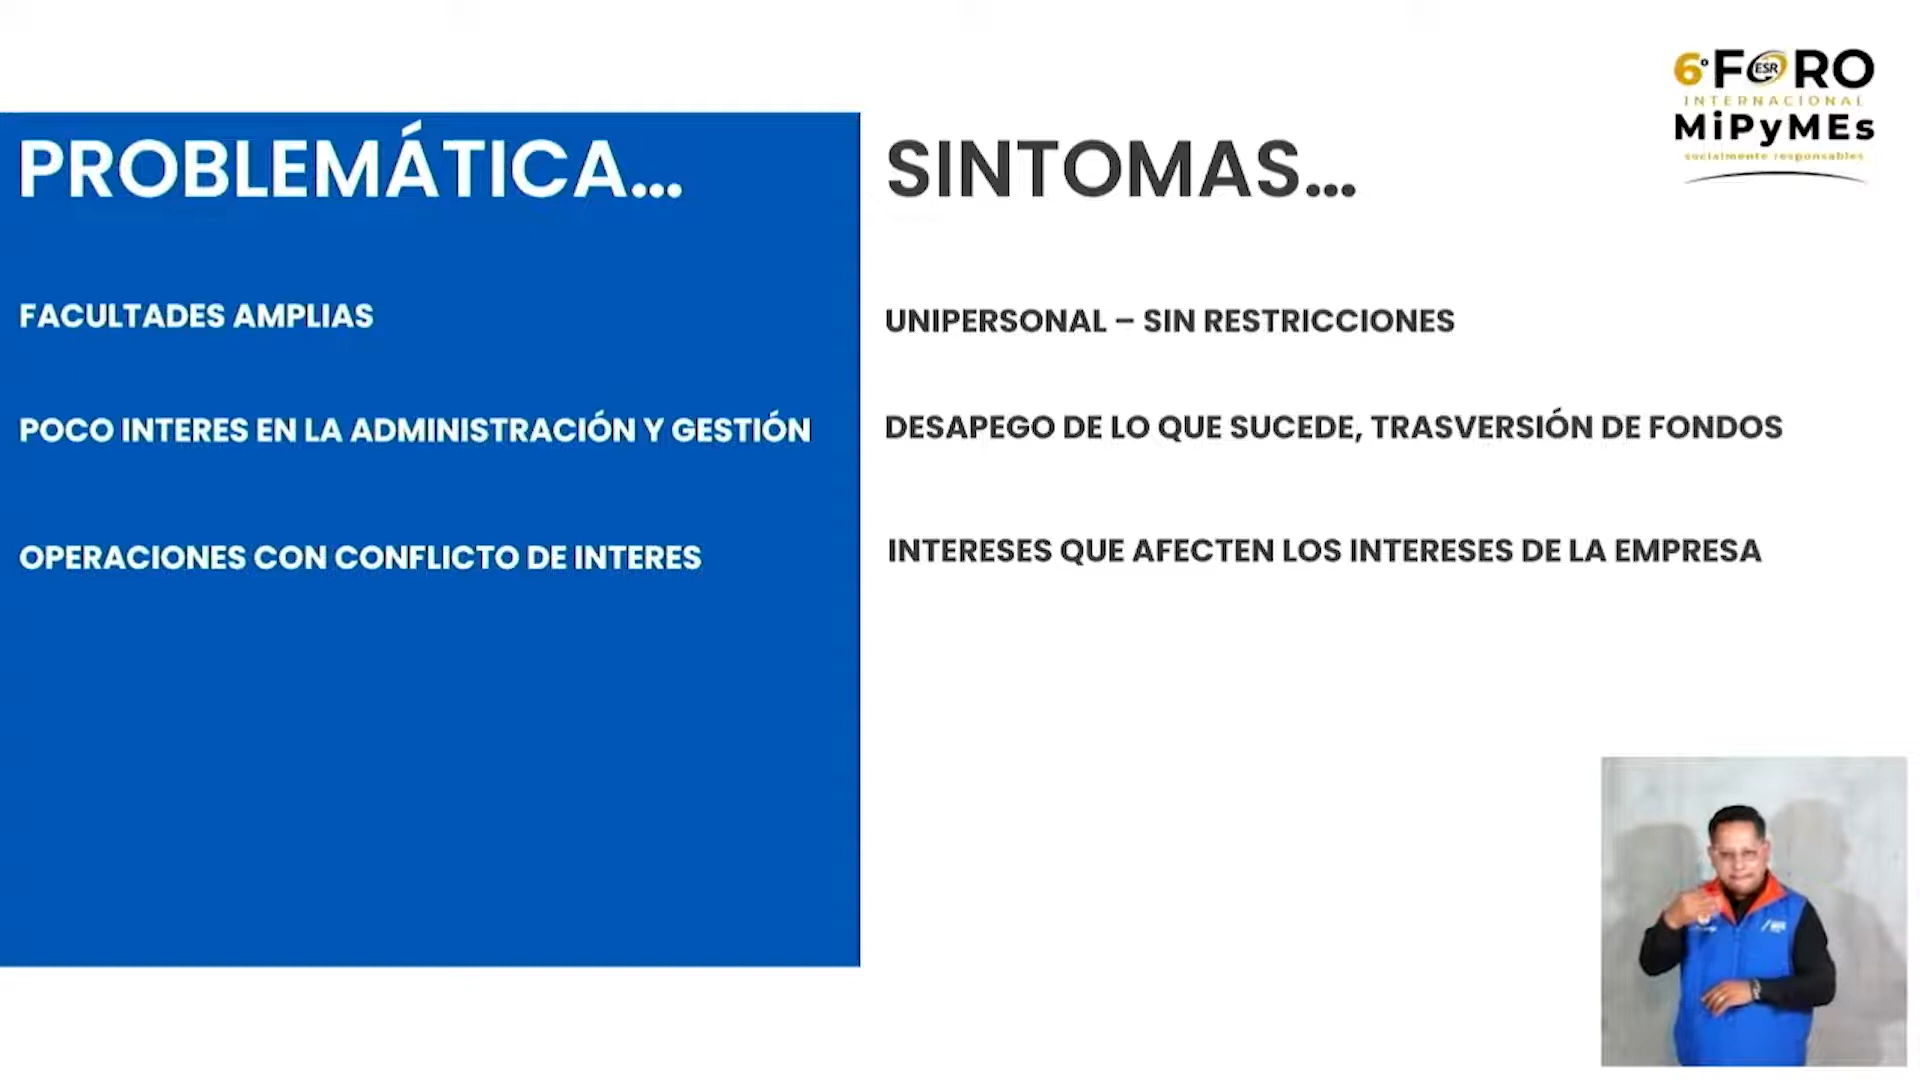 6° FORO
ESR
INTERNACIONAL
MiPyMEs
socialmente responsables
PROBLEMÁTICA...
SINTOMAS...
FACULTADES AMPLIAS
UNIPERSONAL – SIN RESTRICCIONES
POCO INTERES EN LA ADMINISTRACIÓN Y GESTIÓN
DESAPEGO DE LO QUE SUCEDE, TRASVERSIÓN DE FONDOS
OPERACIONES CON CONFLICTO DE INTERES
INTERESES QUE AFECTEN LOS INTERESES DE LA EMPRESA